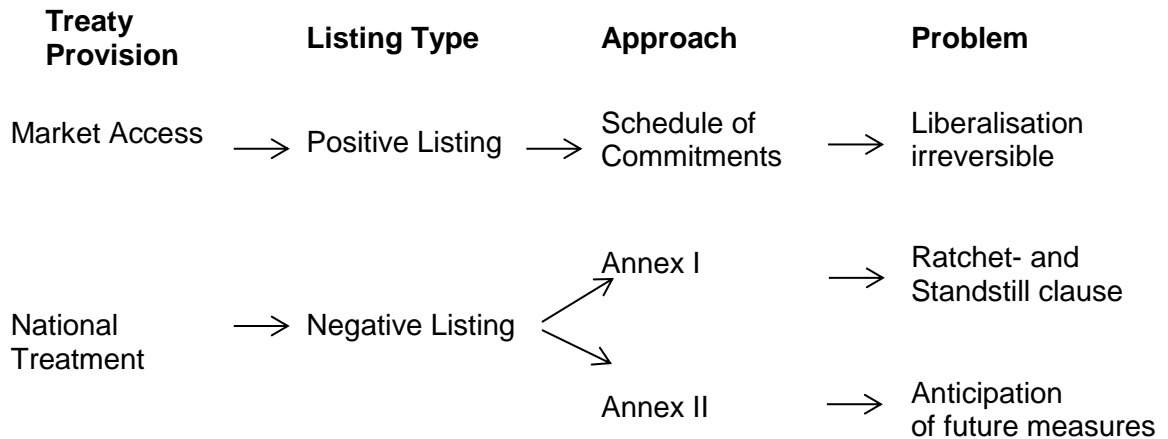 Treaty
Provision
Listing Type
Approach
Problem
Market Access
Positive Listing
Schedule of
Commitments
Liberalisation
irreversible
National
Treatment
Negative Listing
Annex I
Ratchet- and
Standstill clause
Annex II
Anticipation
of future measures